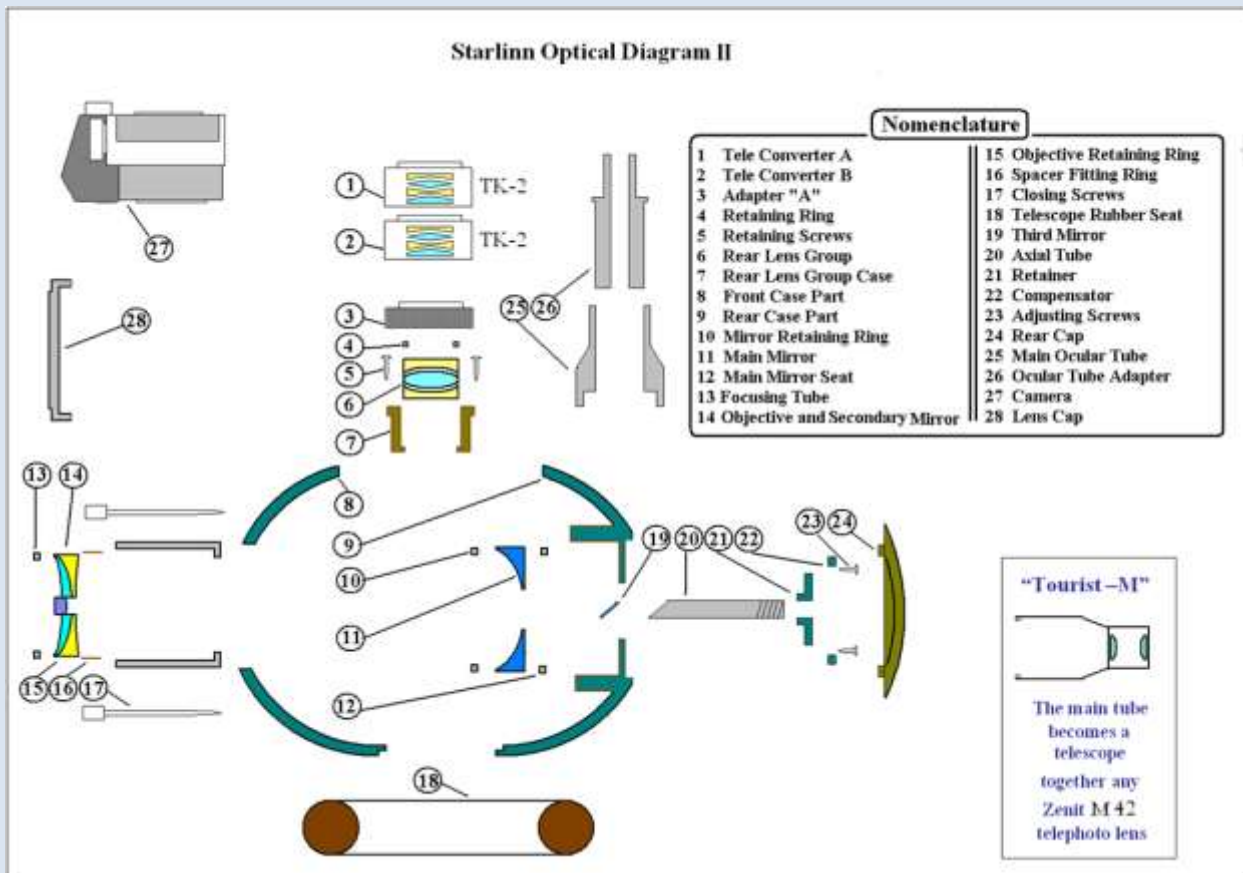 Starlinn Optical Diagram II
Nomenclature
1 Tele Converter A
2 Tele Converter B
3 Adapter "A"
4 Retaining Ring
5 Retaining Screws
6 Rear Lens Group
7 Rear Lens Group Case
8 Front Case Part
9 Rear Case Part
10 Mirror Retaining Ring
11 Main Mirror
12 Main Mirror Seat
13 Focusing Tube
14 Objective and Secondary Mirror
15 Objective Retaining Ring
16 Spacer Fitting Ring
17 Closing Screws
18 Telescope Rubber Seat
19 Third Mirror
20 Axial Tube
21 Retainer
22 Compensator
23 Adjusting Screws
24 Rear Cap
25 Main Ocular Tube
26 Ocular Tube Adapter
27 Camera
28 Lens Cap
27
1 TK-2
2 TK-2
28
3
25 26
4
5
6
7
13 14
8
9
10
19 20 21 22 23 24
11
15 16 17
12
18
“Tourist–M”
The main tube
becomes a
telescope
together any
Zenit M 42
telephoto lens